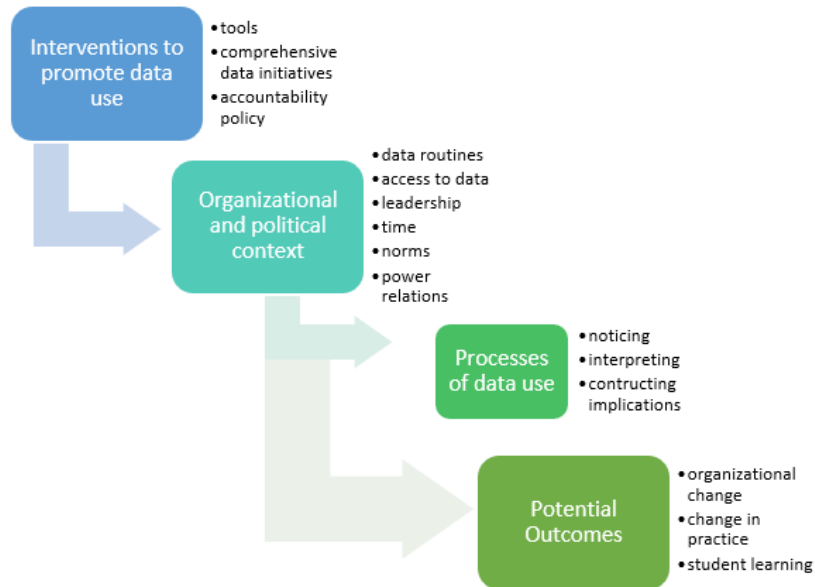 Interventions to
promote data
use
•tools
•comprehensive
data initiatives
•accountability
policy
Organizational
and political
context
•data routines
•access to data
•leadership
•time
•norms
•power
relations
Processes
of data use
•noticing
•interpreting
•contructing
implications
Potential
Outcomes
•organizational
change
•change in
practice
•student learning